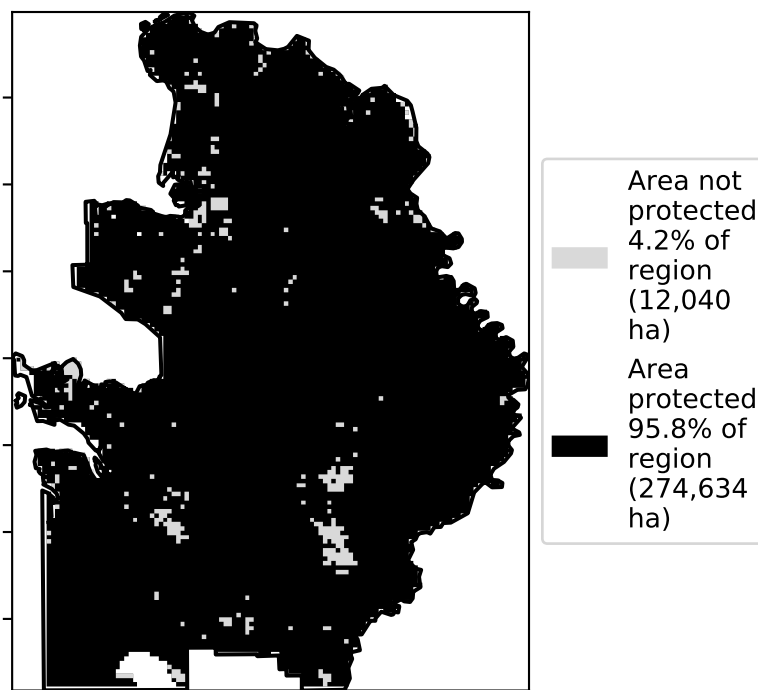 Area not
protected
4.2% of
region
(12,040
ha)
Area
protected
95.8% of
region
(274,634
ha)